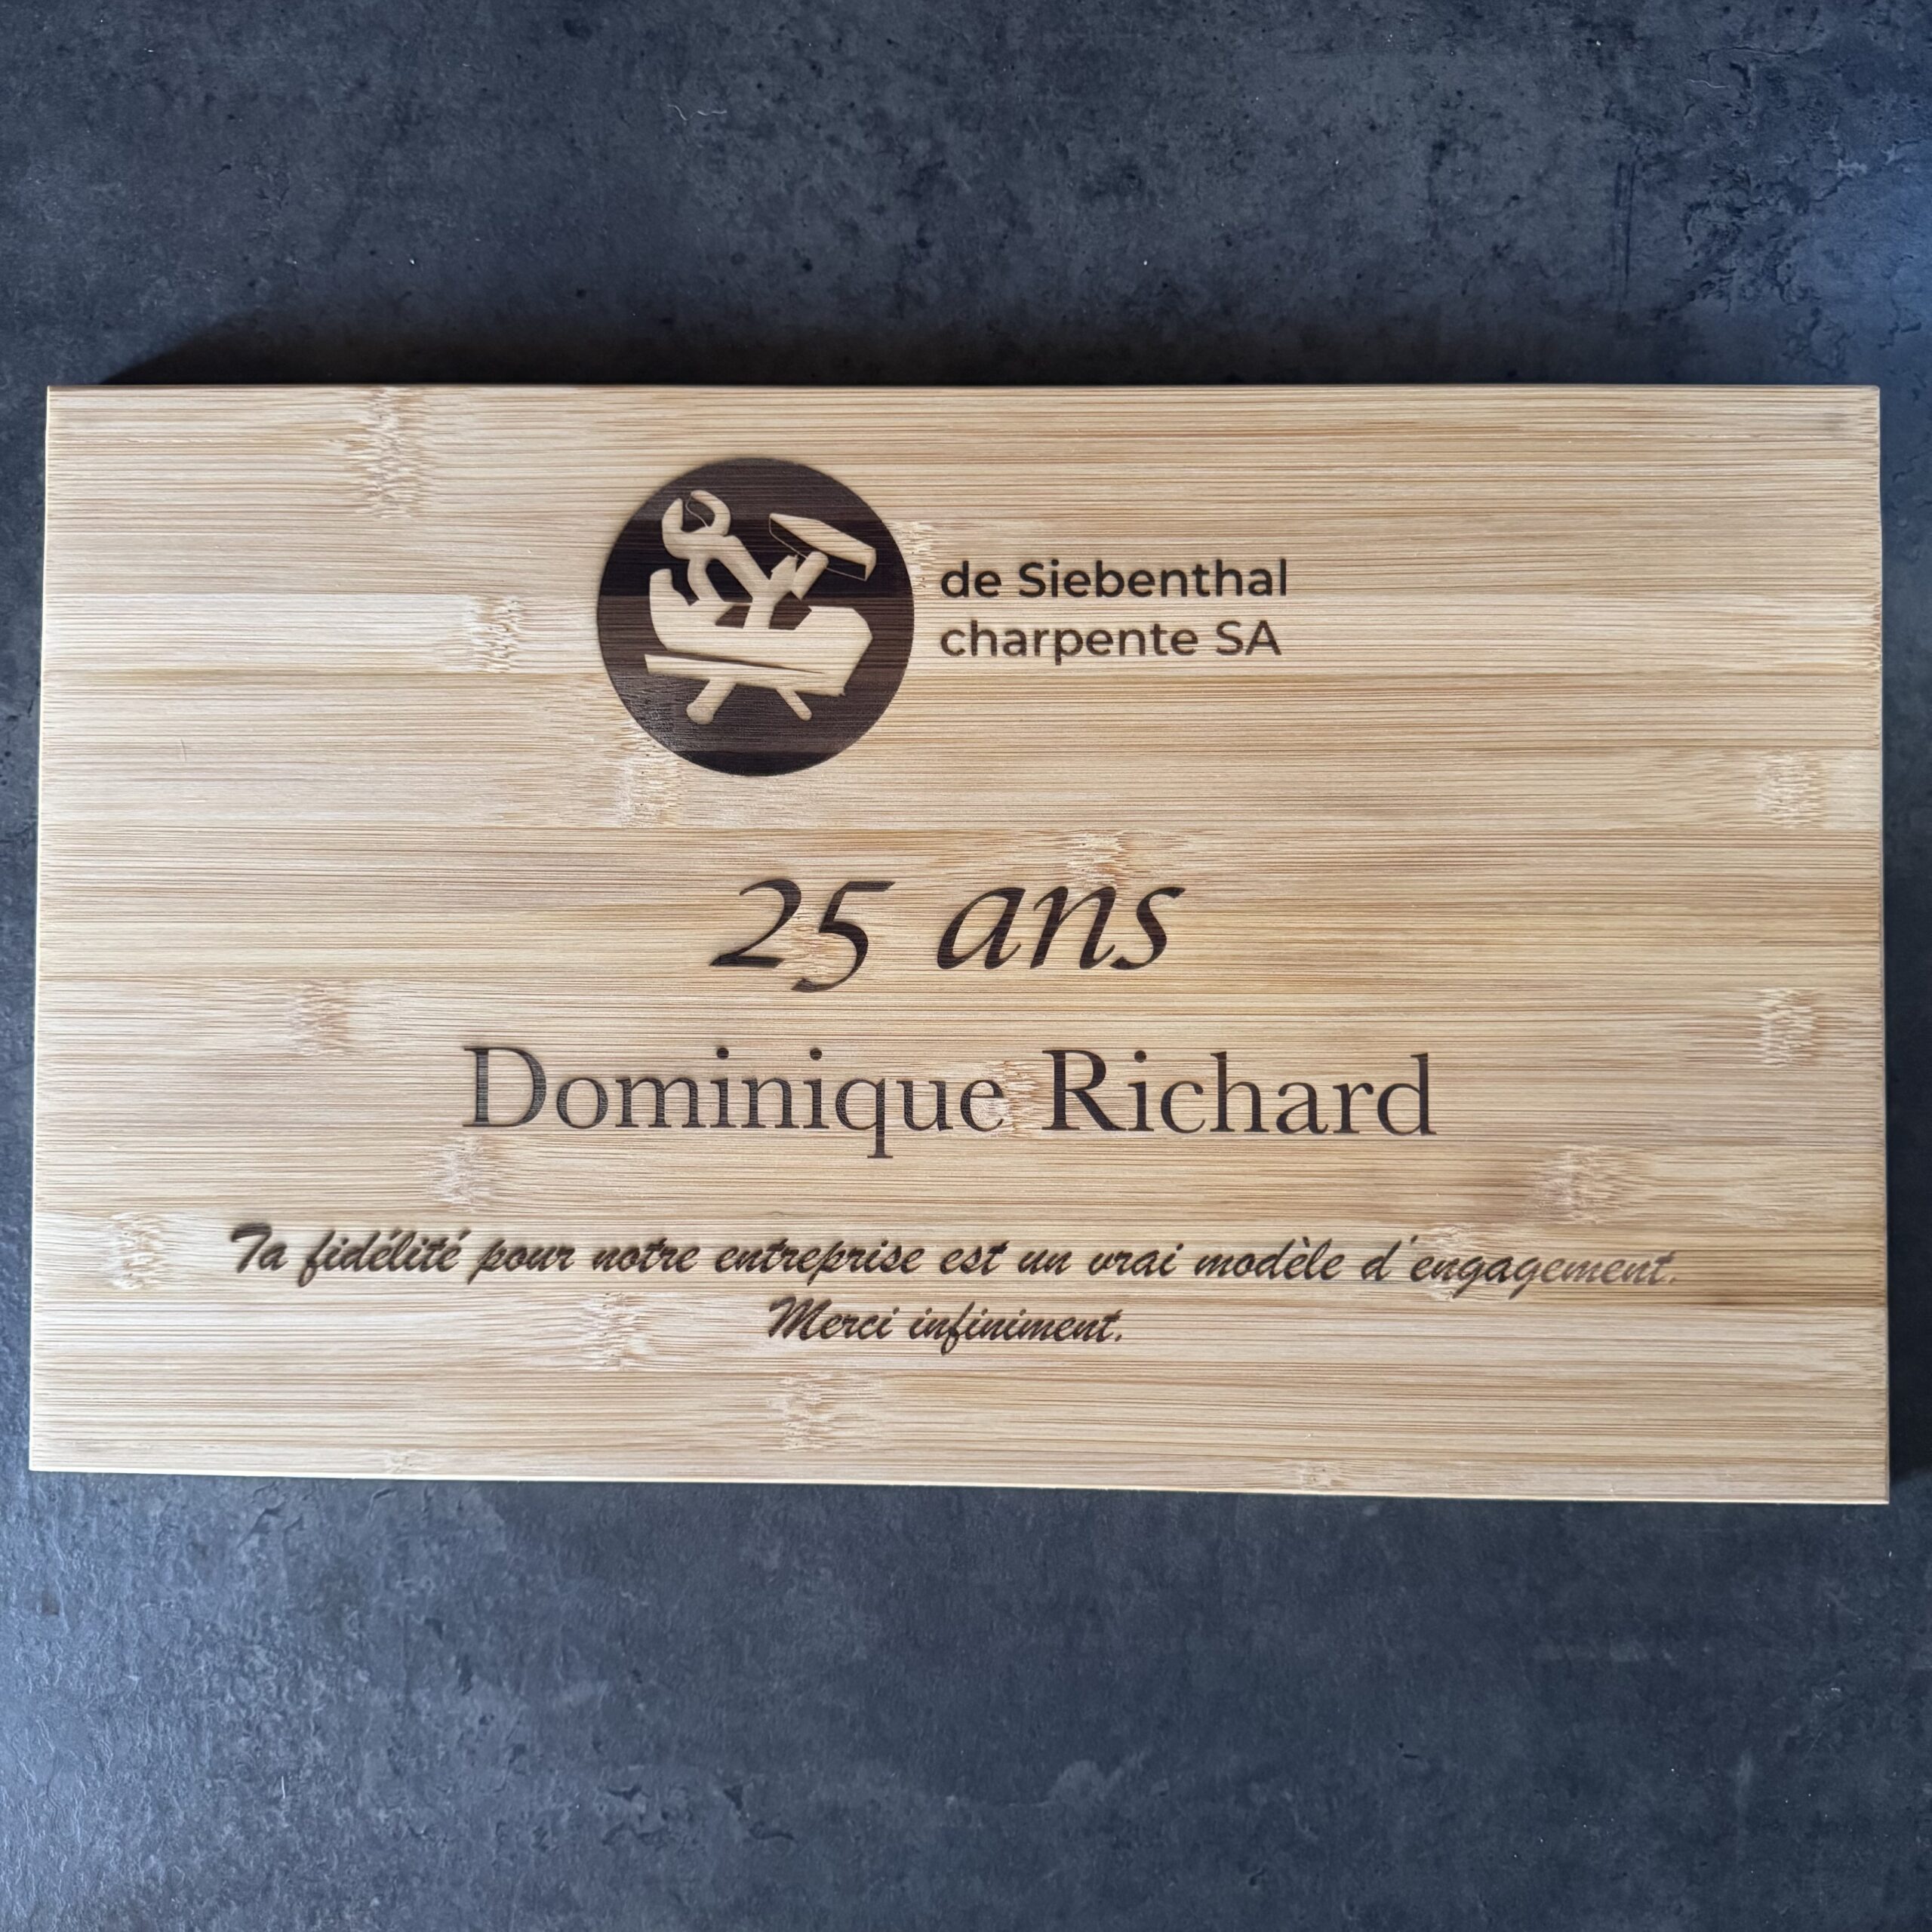 de Siebenthal
charpente SA
25 ans
Dominique Richard
Ta fidélité pour notre entreprise est un vrai modèle d'engagement.
Merci infiniment.